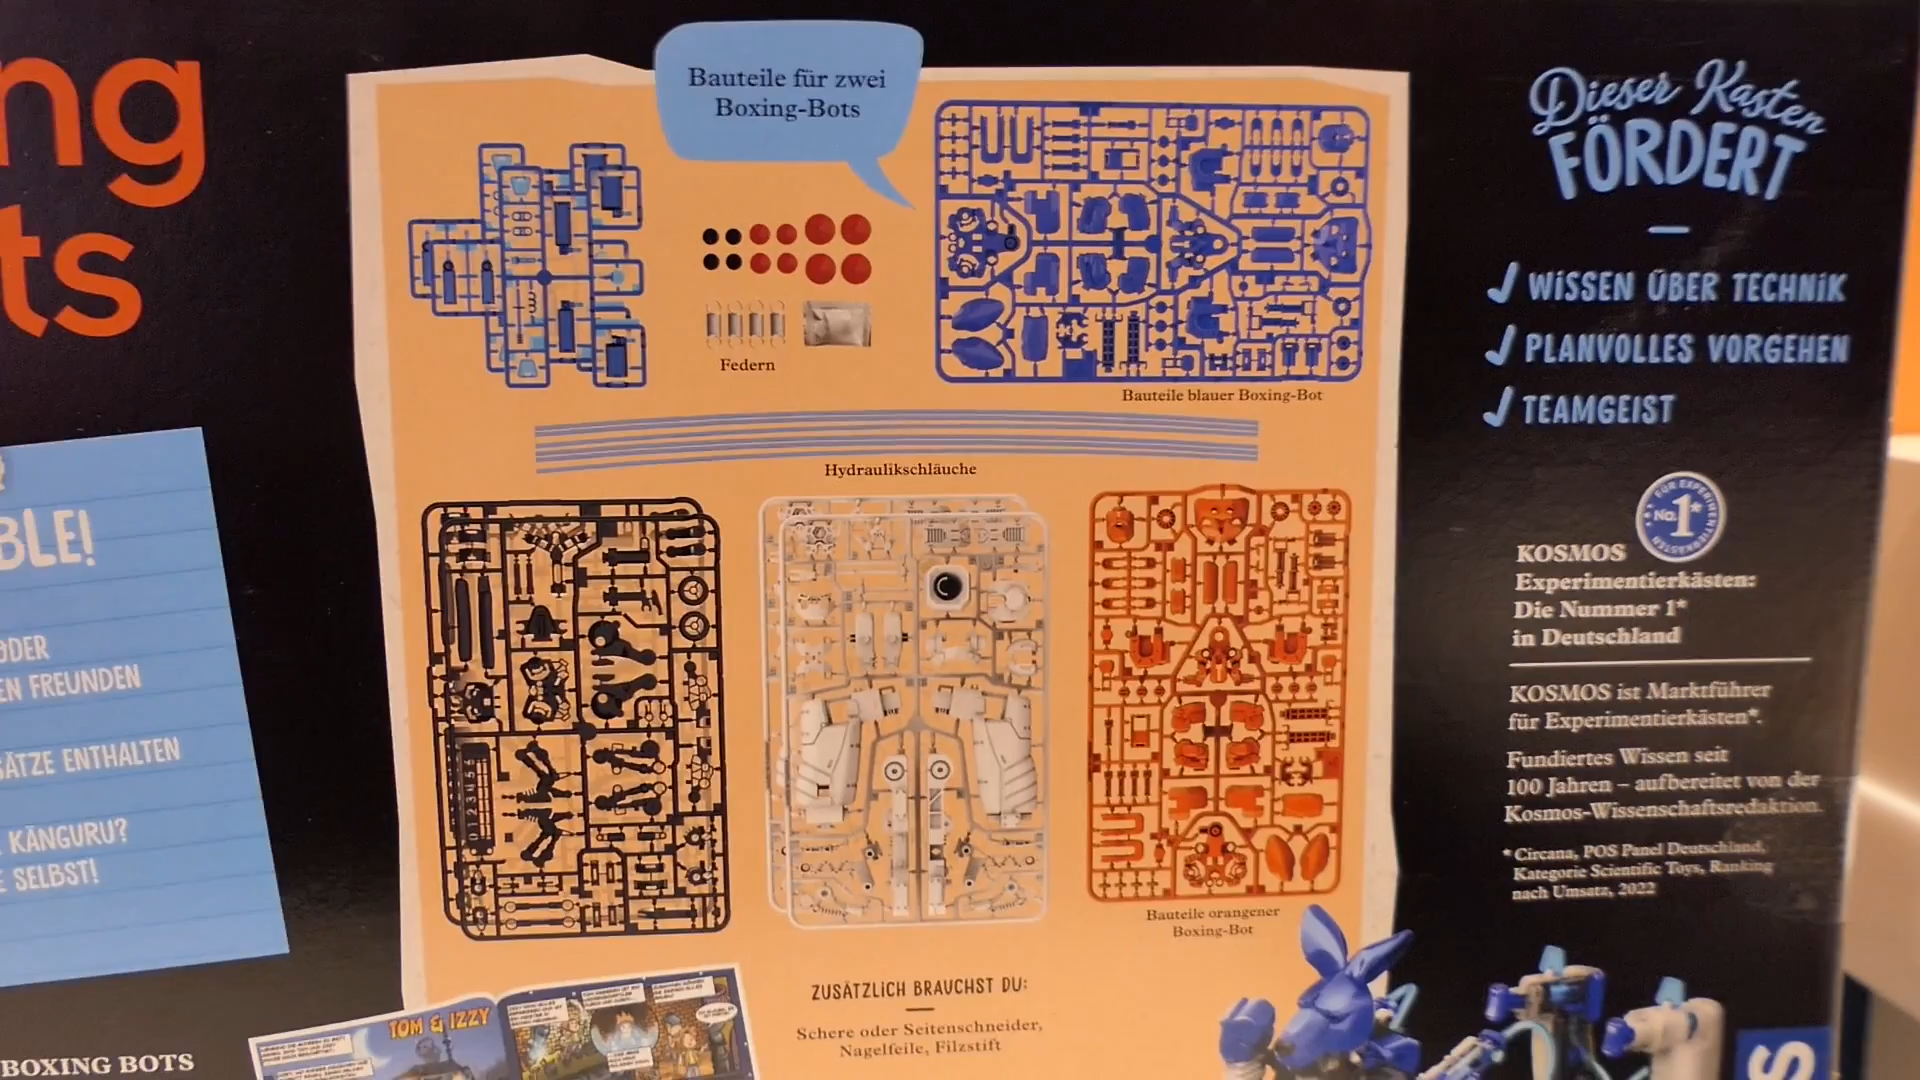 ng
ts
BLE!
ODER
EN FREUNDEN
SÄTZE ENTHALTEN
KÄNGURU?
E SELBST!
BOXING BOTS
Bauteile für zwei
Boxing-Bots
Federn
Bauteile blauer Boxing-Bot
Hydraulikschläuche
Bauteile orangener
Boxing-Bot
TOM & IZZY
ZUSÄTZLICH BRAUCHST DU:
Schere oder Seitenschneider,
Nagelfeile, Filzstift
Dieser Kasten
FÖRDERT
WISSEN ÜBER TECHNIK
PLANVOLLES VORGEHEN
TEAMGEIST
FÜR EXPERIMENTIERKÄSTEN
No. 1*
KOSMOS
Experimentierkästen:
Die Nummer 1*
in Deutschland
KOSMOS ist Marktführer
für Experimentierkästen*.
Fundiertes Wissen seit
100 Jahren – aufbereitet von der
Kosmos-Wissenschaftsredaktion.
* Circana, POS Panel Deutschland,
Kategorie Scientific Toys, Ranking
nach Umsatz, 2022
S